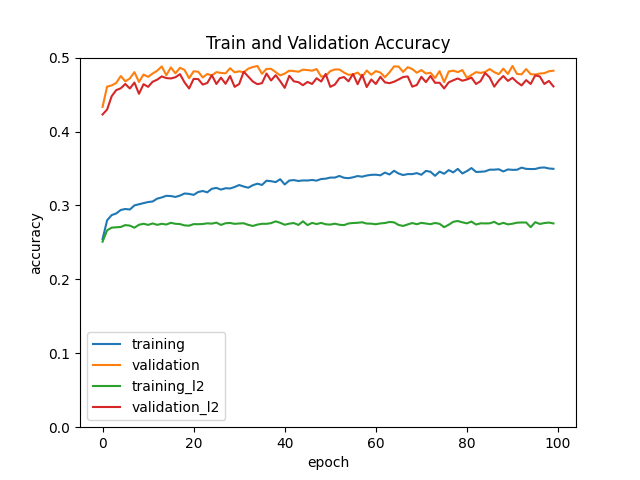 Train and Validation Accuracy
0.5
0.4
0.3
0.2
0.1
0.0
accuracy
training
validation
training_l2
validation_l2
0 20 40 60 80 100
epoch